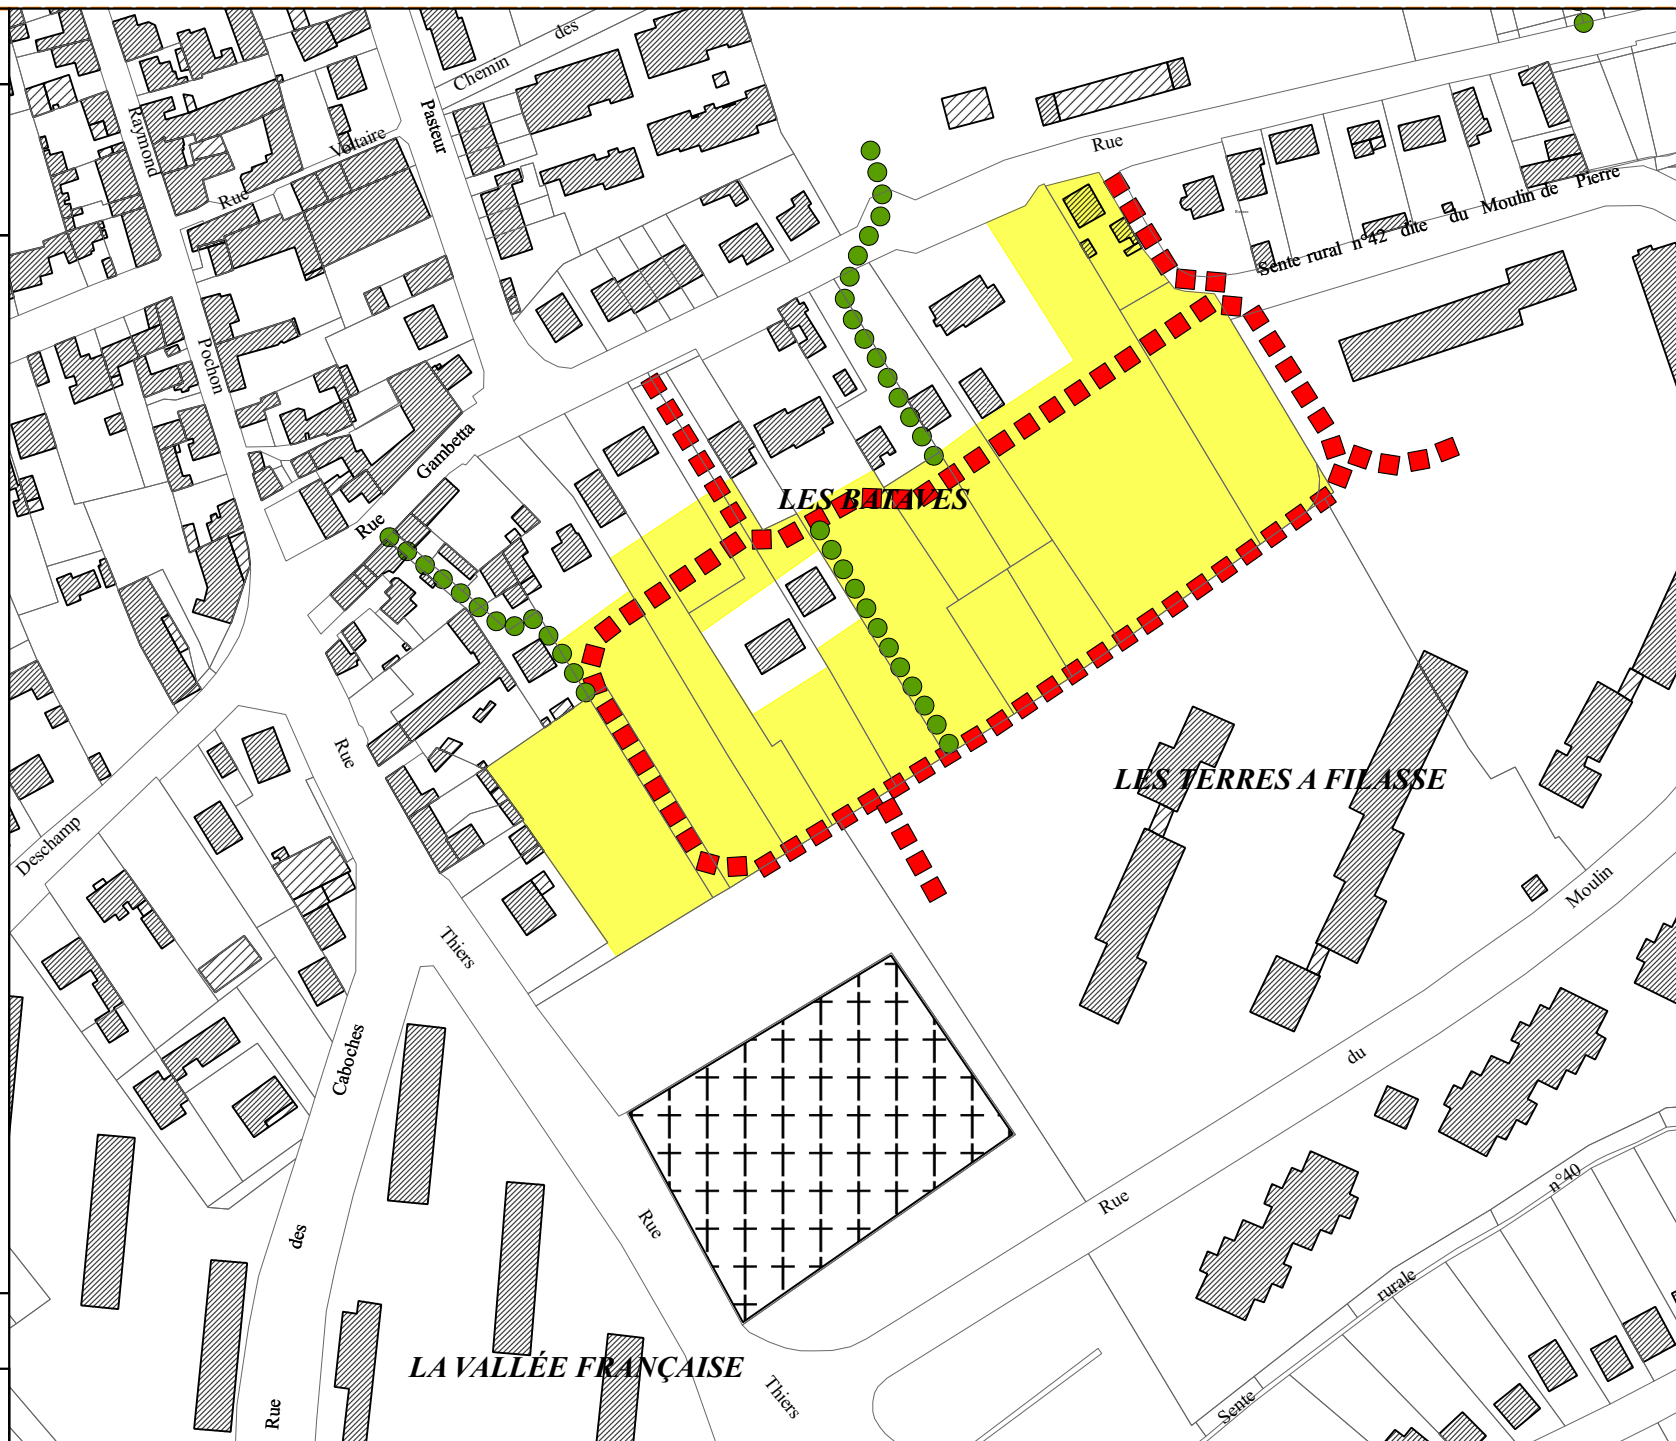 des
Chemin
Raymond
Pasteur
Voltaire
Rue
Rue
Pierre
de
Moulin
du
Sente rural n°42 dite
Pochon
Gambetta
Rue
LES BATAVES
Rue
LES TERRES A FILASSE
Deschamp
Moulin
Thiers
du
Caboches
n°40
Rue
Rue
des
rurale
LA VALLÉE FRANÇAISE
Thiers
Sente
Rue